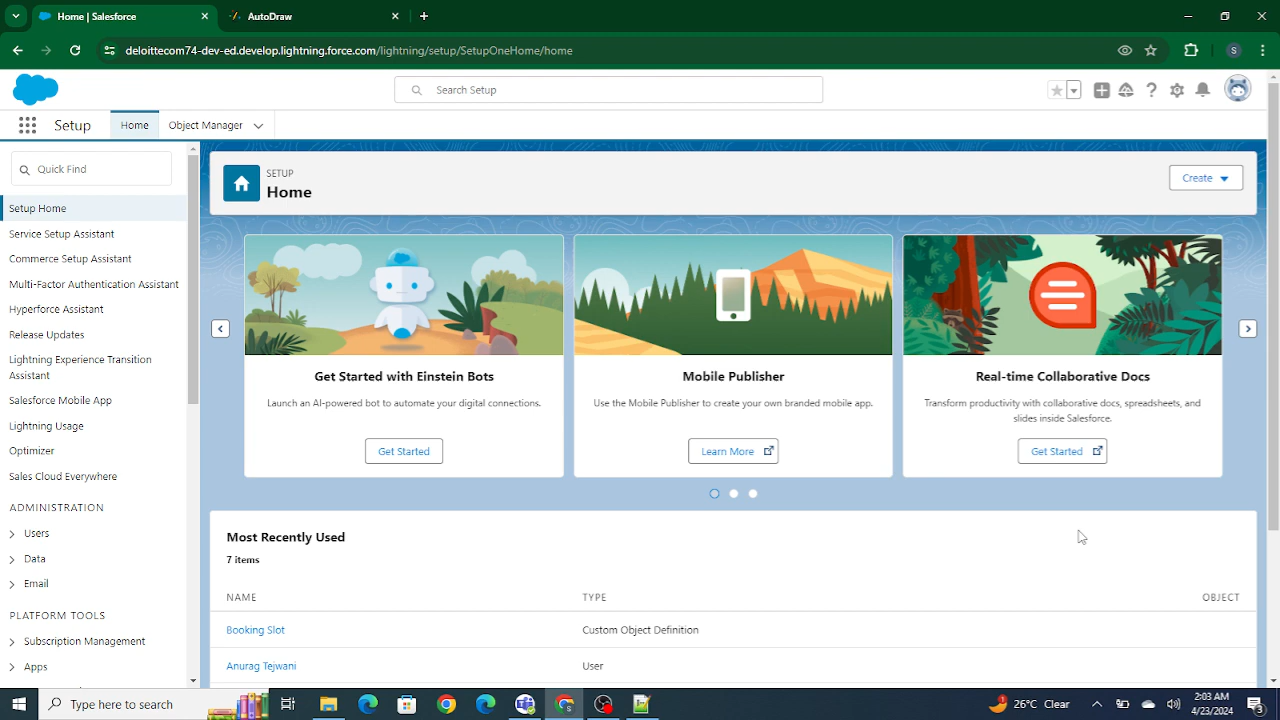 Home | Salesforce
AutoDraw
deloittecom74-dev-ed.develop.lightning.force.com/lightning/setup/SetupOneHome/home
S
Search Setup
Setup
Home
Object Manager
Quick Find
Setup Home
Service Setup Assistant
Commerce Setup Assistant
Multi-Factor Authentication Assistant
Hyperforce Assistant
Release Updates
Lightning Experience Transition
Assistant
Salesforce Mobile App
Lightning Usage
Optimizer
Sales Cloud Everywhere
ADMINISTRATION
Users
Data
Email
PLATFORM TOOLS
Subscription Management
Apps
SETUP
Home
Create
Get Started with Einstein Bots
Launch an AI-powered bot to automate your digital connections.
Get Started
Mobile Publisher
Use the Mobile Publisher to create your own branded mobile app.
Learn More
Real-time Collaborative Docs
Transform productivity with collaborative docs, spreadsheets, and
slides inside Salesforce.
Get Started
Most Recently Used
7 items
NAME TYPE OBJECT
Booking Slot Custom Object Definition
Anurag Tejwani User
Type here to search
26°C Clear
2:03 AM
4/23/2024
3